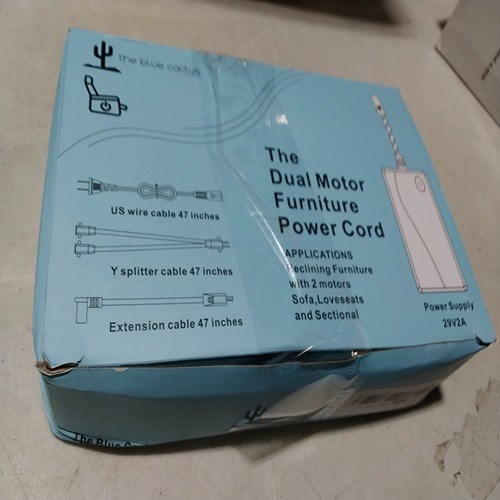 the blue cactus
The
Dual Motor
Furniture
Power Cord
US wire cable 47 inches
Y splitter cable 47 inches
Extension cable 47 inches
APPLICATIONS
Reclining Furniture
with 2 motors
Sofa,Loveseats
and Sectional
Power Supply
29V2A
The Blue